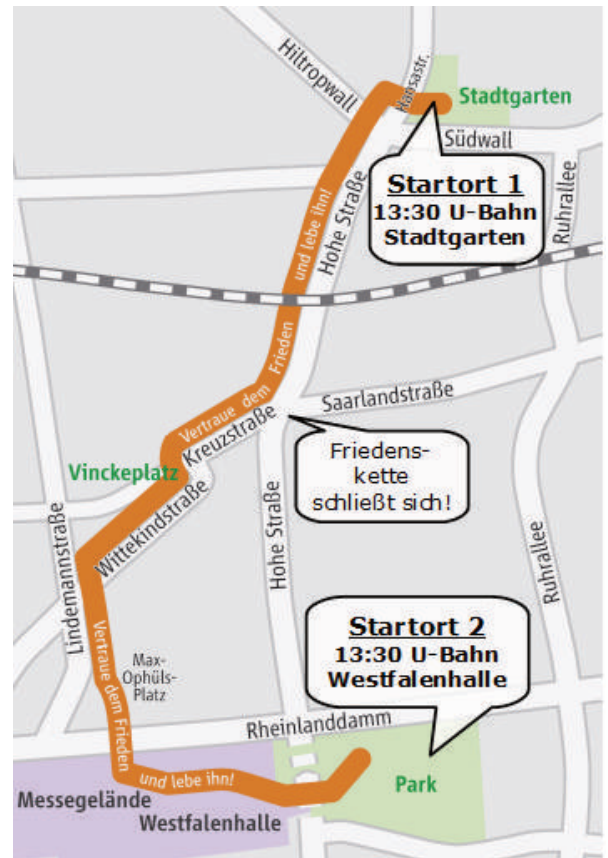 Hiltropwall
Hansastr.
Stadtgarten
Südwall
Startort 1
13:30 U-Bahn
Stadtgarten
Ruhrallee
und lebe ihn!
Hohe Straße
Vertraue dem Frieden
Saarlandstraße
Kreuzstraße
Friedens-
kette
schließt sich!
Vinckeplatz
Wittekindstraße
Lindemannstraße
Hohe Straße
Ruhrallee
Startort 2
13:30 U-Bahn
Westfalenhalle
Vertraue dem Frieden
Max-
Ophüls-
Platz
Rheinlanddamm
und lebe ihn!
Park
Messegelände
Westfalenhalle